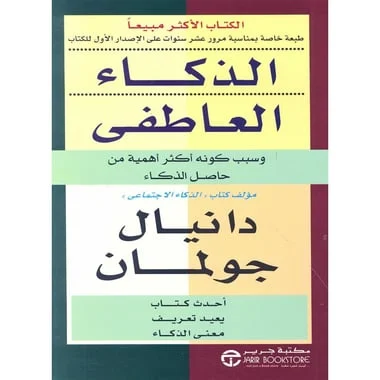 الكتاب الأكثر مبيعاً
طبعة خاصة بمناسبة مرور عشر سنوات على الإصدار الأول للكتاب
الذكاء
العاطفى
وسبب كونه أكثر أهمية من
حاصل الذكاء
مؤلف كتاب «الذكاء الاجتماعى»
دانيال
جولمان
أحدث كتاب
يعيد تعريف
معنى الذكاء
مكتبة جرير
JARIR BOOKSTORE